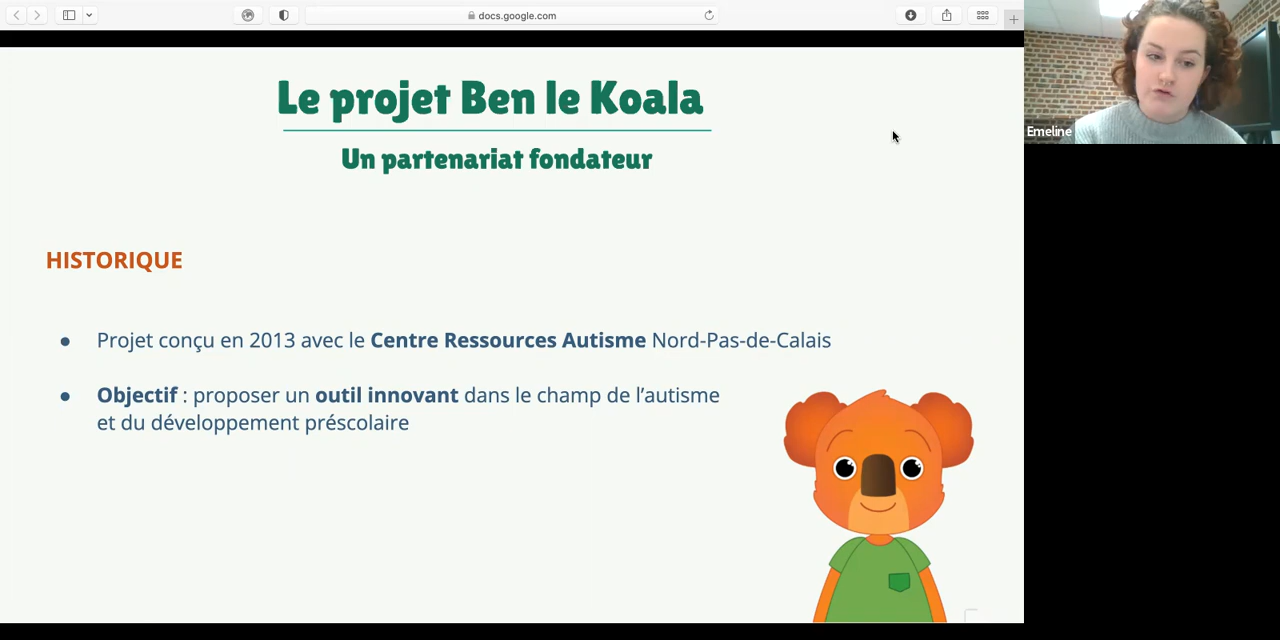 docs.google.com
Le projet Ben le Koala
Un partenariat fondateur
Emeline
HISTORIQUE
● Projet conçu en 2013 avec le Centre Ressources Autisme Nord-Pas-de-Calais
● Objectif : proposer un outil innovant dans le champ de l’autisme
et du développement préscolaire